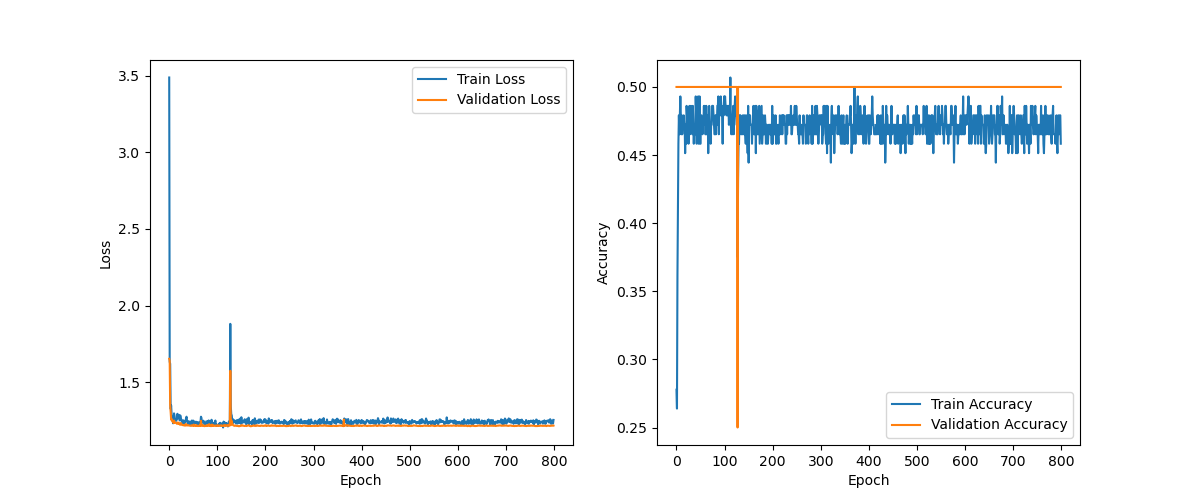 3.5
3.0
2.5
2.0
1.5
Loss
0 100 200 300 400 500 600 700 800
Epoch
Train Loss
Validation Loss
0.50
0.45
0.40
0.35
0.30
0.25
Accuracy
0 100 200 300 400 500 600 700 800
Epoch
Train Accuracy
Validation Accuracy